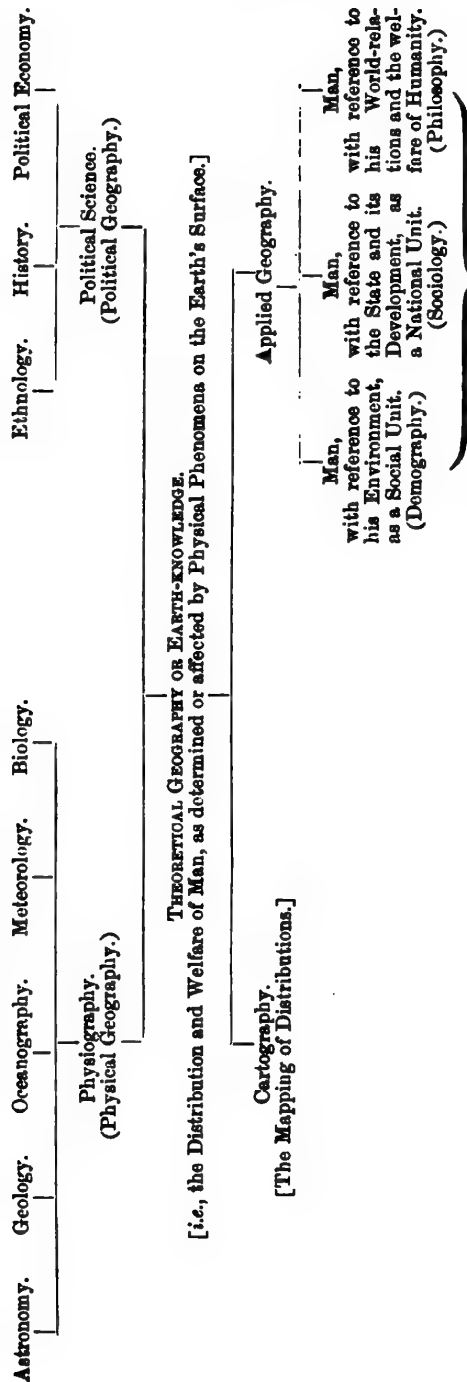 Astronomy. Geology. Oceanography. Meteorology. Biology. Ethnology. History. Political Economy.
Physiography. Political Science.
(Physical Geography.) (Political Geography.)
THEORETICAL GEOGRAPHY OR EARTH-KNOWLEDGE.
[i.e., the Distribution and Welfare of Man, as determined or affected by Physical Phenomena on the Earth's Surface.]
Cartography. Applied Geography.
[The Mapping of Distributions.]
Man,
with reference to
his Environment,
as a Social Unit.
(Demography.)
Man,
with reference to
the State and its
Development, as
a National Unit.
(Sociology.)
Man,
with reference to
his World-rela-
tions and the wel-
fare of Humanity.
(Philosophy.)